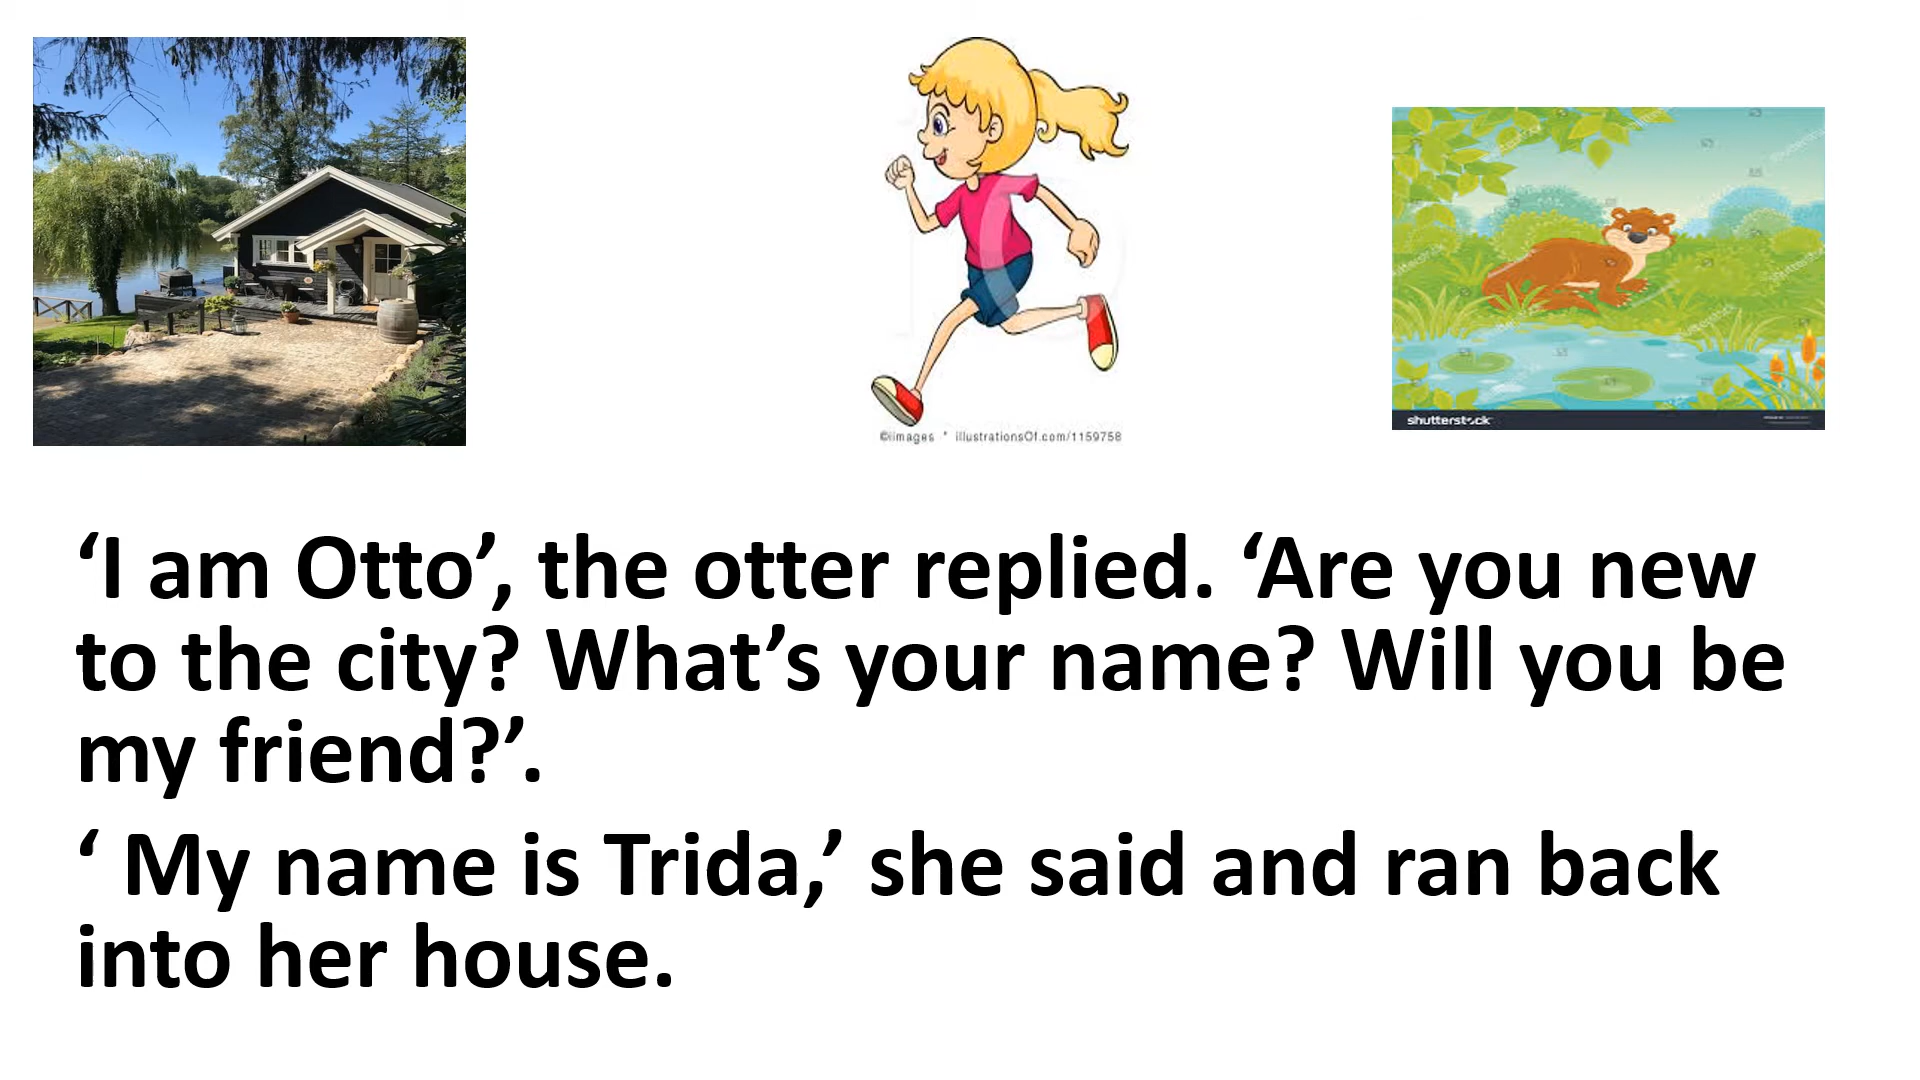 ©iimages * illustrationsOf.com/1159758
shutterstock
‘I am Otto’, the otter replied. ‘Are you new
to the city? What’s your name? Will you be
my friend?’.
‘ My name is Trida,’ she said and ran back
into her house.